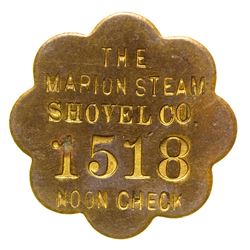 THE
MARION STEAM
SHOVEL CO.
1518
NOON CHECK